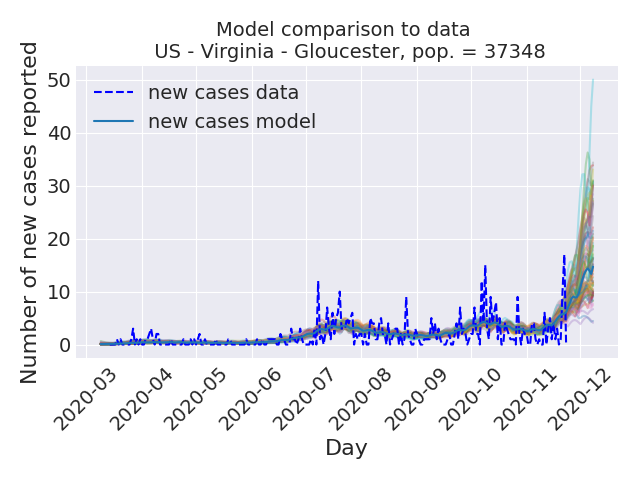 Model comparison to data
US - Virginia - Gloucester, pop. = 37348
Number of new cases reported
50
40
30
20
10
0
new cases data
new cases model
2020-03
2020-04
2020-05
2020-06
2020-07
2020-08
2020-09
2020-10
2020-11
2020-12
Day